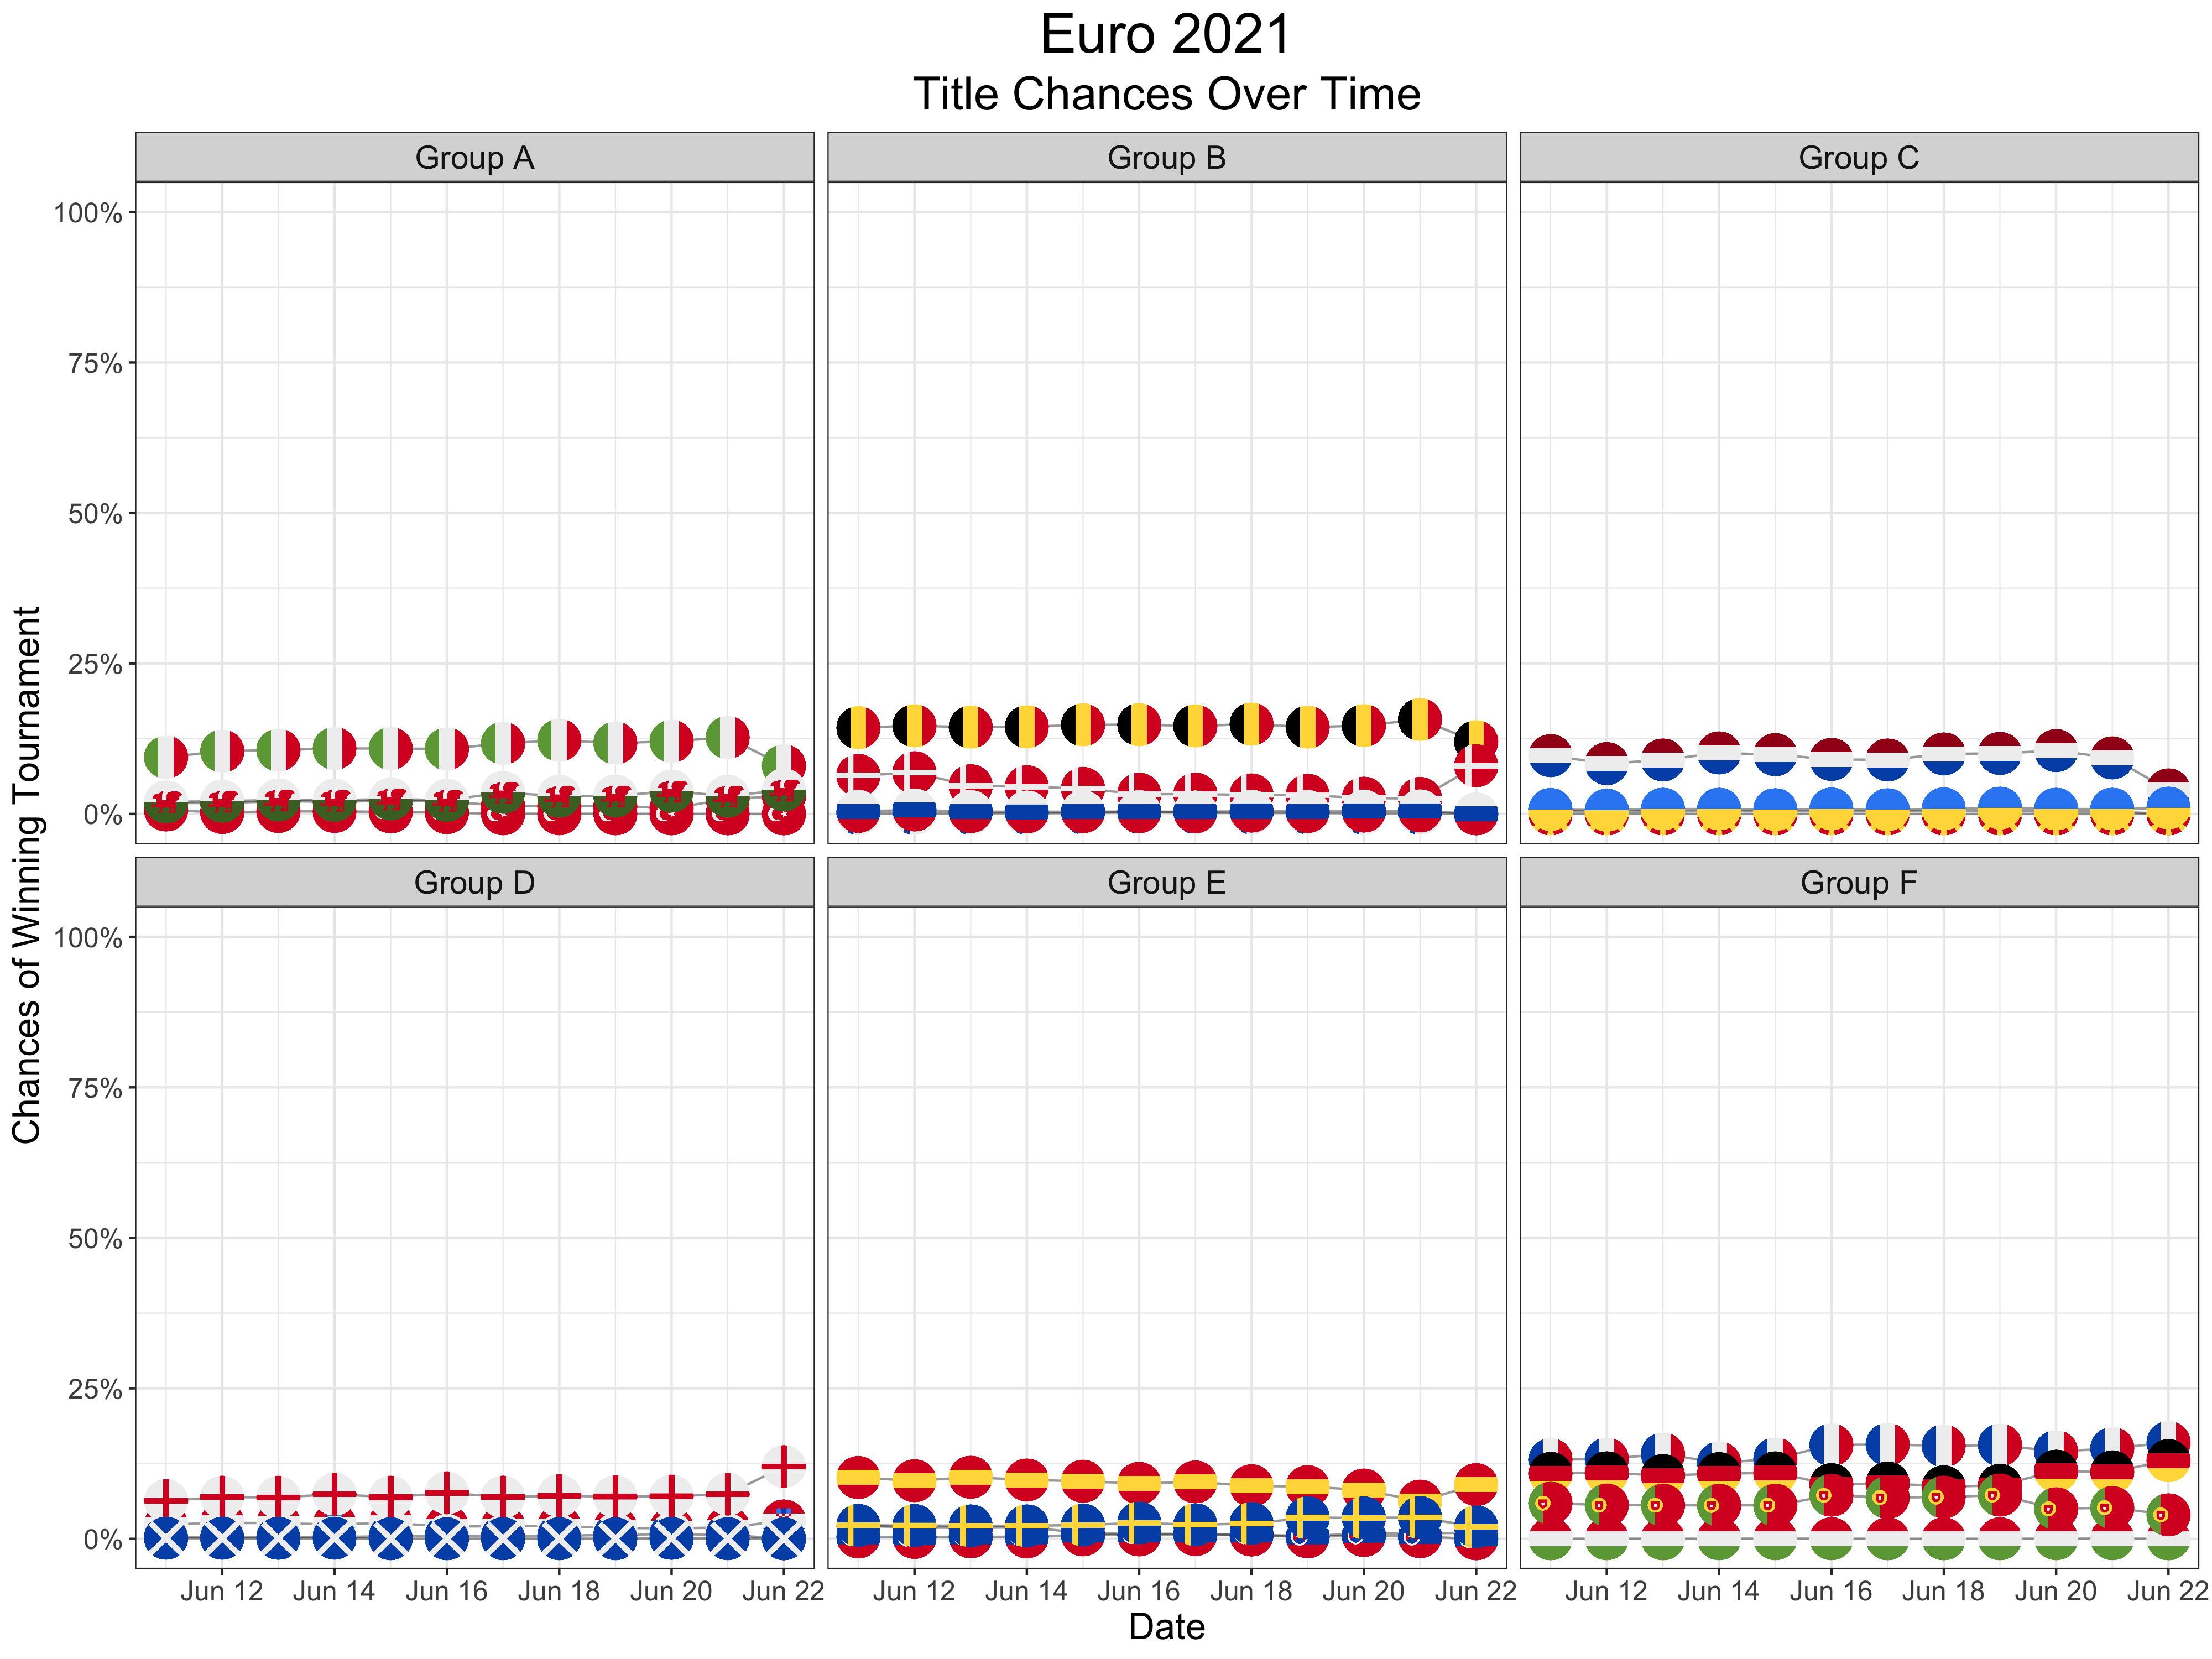 Euro 2021
Title Chances Over Time
Group A
Group B
Group C
100%
75%
50%
25%
0%
Group D
Group E
Group F
100%
75%
50%
25%
0%
Chances of Winning Tournament
Jun 12 Jun 14 Jun 16 Jun 18 Jun 20 Jun 22
Jun 12 Jun 14 Jun 16 Jun 18 Jun 20 Jun 22
Jun 12 Jun 14 Jun 16 Jun 18 Jun 20 Jun 22
Date